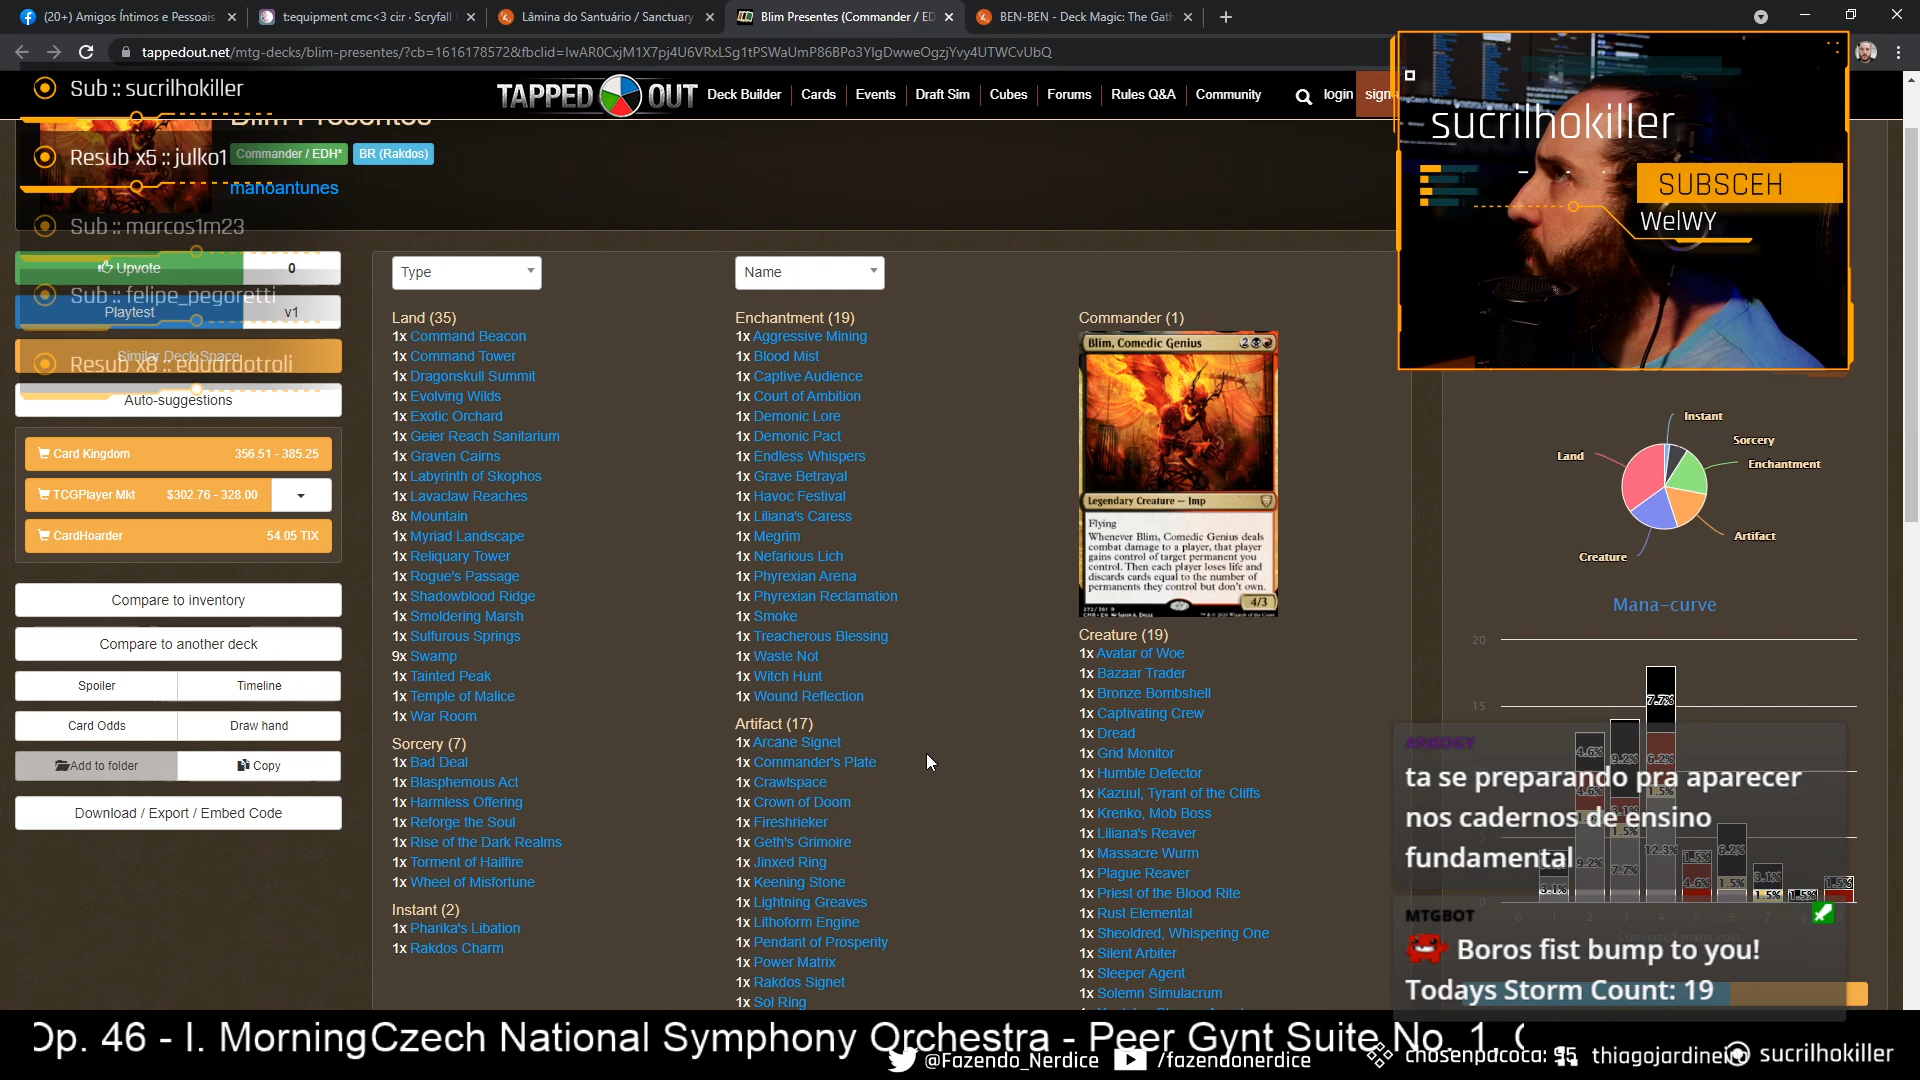 (20+) Amigos Íntimos e Pessoais
t:equipment cmc<3 ci:r · Scryfall
Lâmina do Santuário / Sanctuary
Blim Presentes (Commander / ED
BEN-BEN - Deck Magic: The Gath
tappedout.net/mtg-decks/blim-presentes/?cb=1616178572&fbclid=IwAR0CxjM1X7pj4U6VRxLSg1tPSWaUmP86BPo3YIgDwweOgzjYvy4UTWCvUbQ
TAPPED OUT
Deck Builder
Cards
Events
Draft Sim
Cubes
Forums
Rules Q&A
Community
login
sign
Sub :: sucrilhokiller
Blim Presentes
Resub x5 :: julko1
Commander / EDH*
BR (Rakdos)
manoantunes
Sub :: marcos1m23
Upvote
0
Sub :: felipe_pegoretti
Playtest
v1
Similar Deck Space
Resub x8 :: eduardotroli
Auto-suggestions
Card Kingdom
356.51 - 385.25
TCGPlayer Mkt
$302.76 - 328.00
CardHoarder
54.05 TIX
Compare to inventory
Compare to another deck
Spoiler
Timeline
Card Odds
Draw hand
Add to folder
Copy
Download / Export / Embed Code
Type
Land (35)
1x Command Beacon
1x Command Tower
1x Dragonskull Summit
1x Evolving Wilds
1x Exotic Orchard
1x Geier Reach Sanitarium
1x Graven Cairns
1x Labyrinth of Skophos
1x Lavaclaw Reaches
8x Mountain
1x Myriad Landscape
1x Reliquary Tower
1x Rogue's Passage
1x Shadowblood Ridge
1x Smoldering Marsh
1x Sulfurous Springs
9x Swamp
1x Tainted Peak
1x Temple of Malice
1x War Room
Sorcery (7)
1x Bad Deal
1x Blasphemous Act
1x Harmless Offering
1x Reforge the Soul
1x Rise of the Dark Realms
1x Torment of Hailfire
1x Wheel of Misfortune
Instant (2)
1x Pharika's Libation
1x Rakdos Charm
Name
Enchantment (19)
1x Aggressive Mining
1x Blood Mist
1x Captive Audience
1x Court of Ambition
1x Demonic Lore
1x Demonic Pact
1x Endless Whispers
1x Grave Betrayal
1x Havoc Festival
1x Liliana's Caress
1x Megrim
1x Nefarious Lich
1x Phyrexian Arena
1x Phyrexian Reclamation
1x Smoke
1x Treacherous Blessing
1x Waste Not
1x Witch Hunt
1x Wound Reflection
Artifact (17)
1x Arcane Signet
1x Commander's Plate
1x Crawlspace
1x Crown of Doom
1x Fireshrieker
1x Geth's Grimoire
1x Jinxed Ring
1x Keening Stone
1x Lightning Greaves
1x Lithoform Engine
1x Pendant of Prosperity
1x Power Matrix
1x Rakdos Signet
1x Sol Ring
Commander (1)
Blim, Comedic Genius
Legendary Creature — Imp
Flying
Whenever Blim, Comedic Genius deals
combat damage to a player, that player
gains control of target permanent you
control. Then each player loses life and
discards cards equal to the number of
permanents they control but don't own.
4/3
Creature (19)
1x Avatar of Woe
1x Bazaar Trader
1x Bronze Bombshell
1x Captivating Crew
1x Dread
1x Grid Monitor
1x Humble Defector
1x Kazuul, Tyrant of the Cliffs
1x Krenko, Mob Boss
1x Liliana's Reaver
1x Massacre Wurm
1x Plague Reaver
1x Priest of the Blood Rite
1x Rust Elemental
1x Sheoldred, Whispering One
1x Silent Arbiter
1x Sleeper Agent
1x Solemn Simulacrum
sucrilhokiller
SUBSCEH
WelWY
Instant
Sorcery
Enchantment
Land
Artifact
Creature
Mana-curve
20
15
7.7%
ANKOGY
ta se preparando pra aparecer
nos cadernos de ensino
fundamental
MTGBOT
Boros fist bump to you!
Todays Storm Count: 19
Op. 46 - I. MorningCzech National Symphony Orchestra - Peer Gynt Suite No. 1,
@Fazendo_Nerdice
/fazendonerdice
chosenpacoca: 95
thiagojardineiro
sucrilhokiller